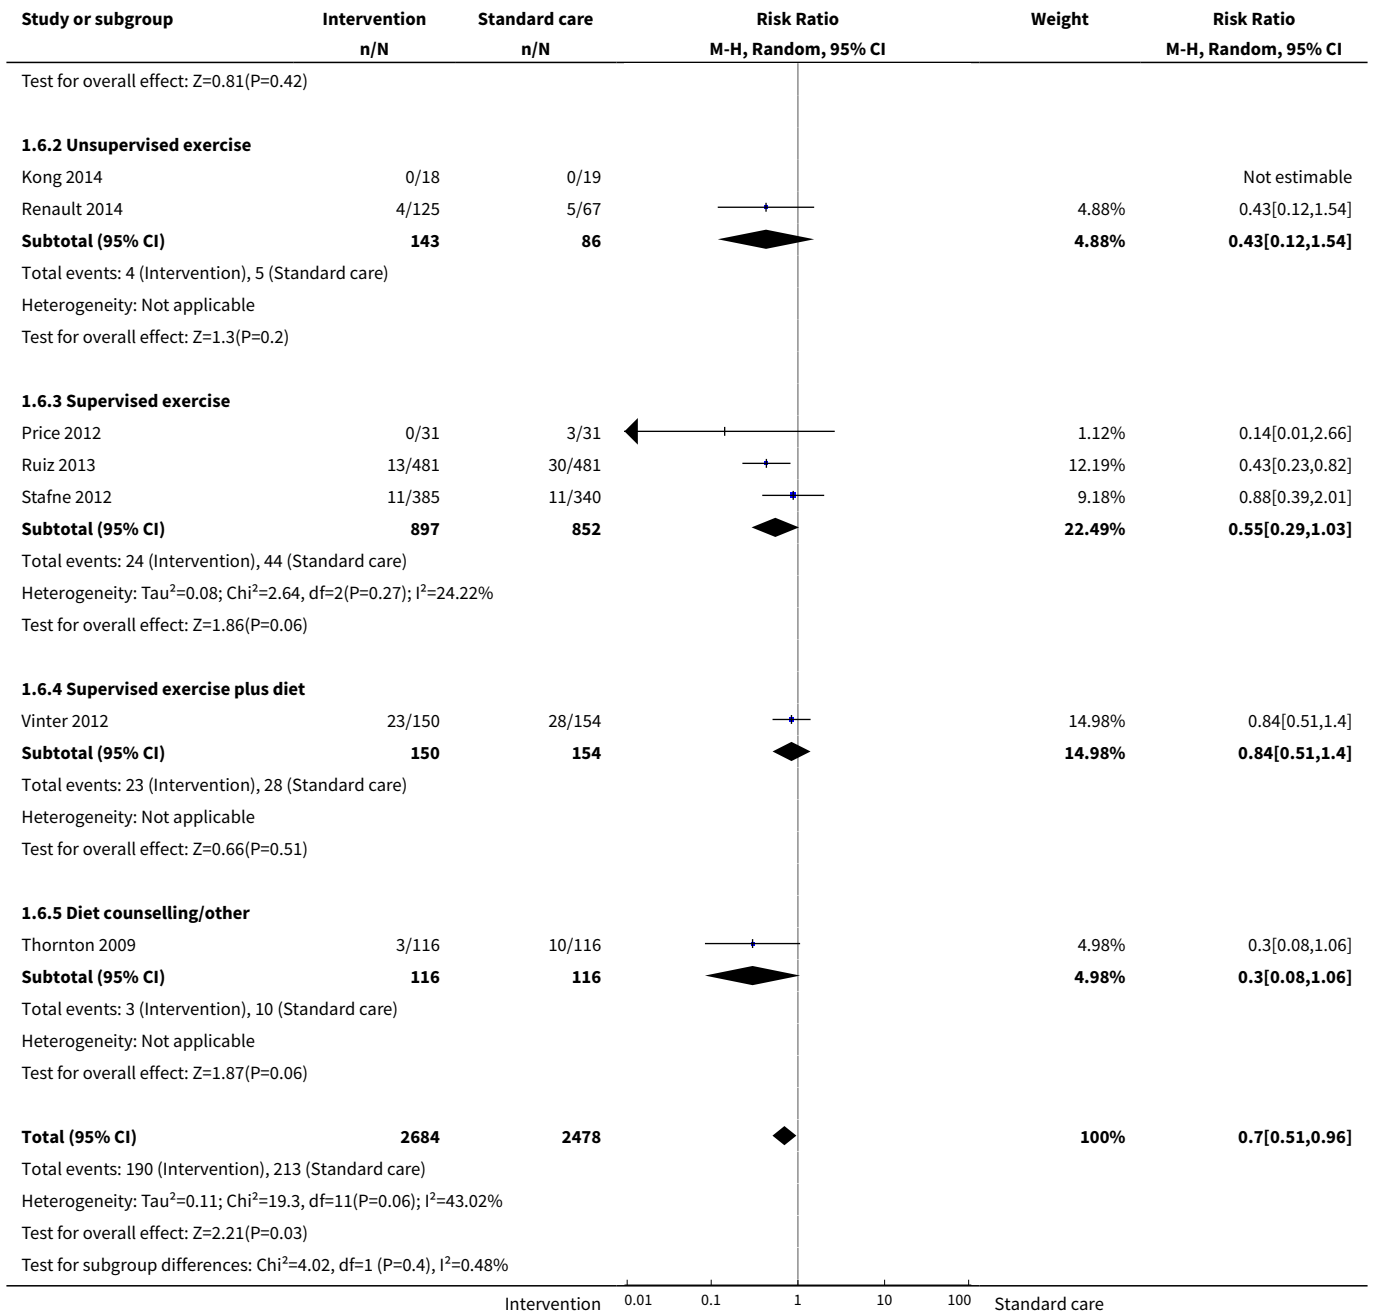 Study or subgroup Intervention Standard care Risk Ratio Weight Risk Ratio
n/N n/N M-H, Random, 95% CI M-H, Random, 95% CI
Test for overall effect: Z=0.81(P=0.42)
1.6.2 Unsupervised exercise
Kong 2014 0/18 0/19 Not estimable
Renault 2014 4/125 5/67 4.88% 0.43[0.12,1.54]
Subtotal (95% CI) 143 86 4.88% 0.43[0.12,1.54]
Total events: 4 (Intervention), 5 (Standard care)
Heterogeneity: Not applicable
Test for overall effect: Z=1.3(P=0.2)
1.6.3 Supervised exercise
Price 2012 0/31 3/31 1.12% 0.14[0.01,2.66]
Ruiz 2013 13/481 30/481 12.19% 0.43[0.23,0.82]
Stafne 2012 11/385 11/340 9.18% 0.88[0.39,2.01]
Subtotal (95% CI) 897 852 22.49% 0.55[0.29,1.03]
Total events: 24 (Intervention), 44 (Standard care)
Heterogeneity: Tau²=0.08; Chi²=2.64, df=2(P=0.27); I²=24.22%
Test for overall effect: Z=1.86(P=0.06)
1.6.4 Supervised exercise plus diet
Vinter 2012 23/150 28/154 14.98% 0.84[0.51,1.4]
Subtotal (95% CI) 150 154 14.98% 0.84[0.51,1.4]
Total events: 23 (Intervention), 28 (Standard care)
Heterogeneity: Not applicable
Test for overall effect: Z=0.66(P=0.51)
1.6.5 Diet counselling/other
Thornton 2009 3/116 10/116 4.98% 0.3[0.08,1.06]
Subtotal (95% CI) 116 116 4.98% 0.3[0.08,1.06]
Total events: 3 (Intervention), 10 (Standard care)
Heterogeneity: Not applicable
Test for overall effect: Z=1.87(P=0.06)
Total (95% CI) 2684 2478 100% 0.7[0.51,0.96]
Total events: 190 (Intervention), 213 (Standard care)
Heterogeneity: Tau²=0.11; Chi²=19.3, df=11(P=0.06); I²=43.02%
Test for overall effect: Z=2.21(P=0.03)
Test for subgroup differences: Chi²=4.02, df=1 (P=0.4), I²=0.48%
Intervention 0.01 0.1 1 10 100 Standard care